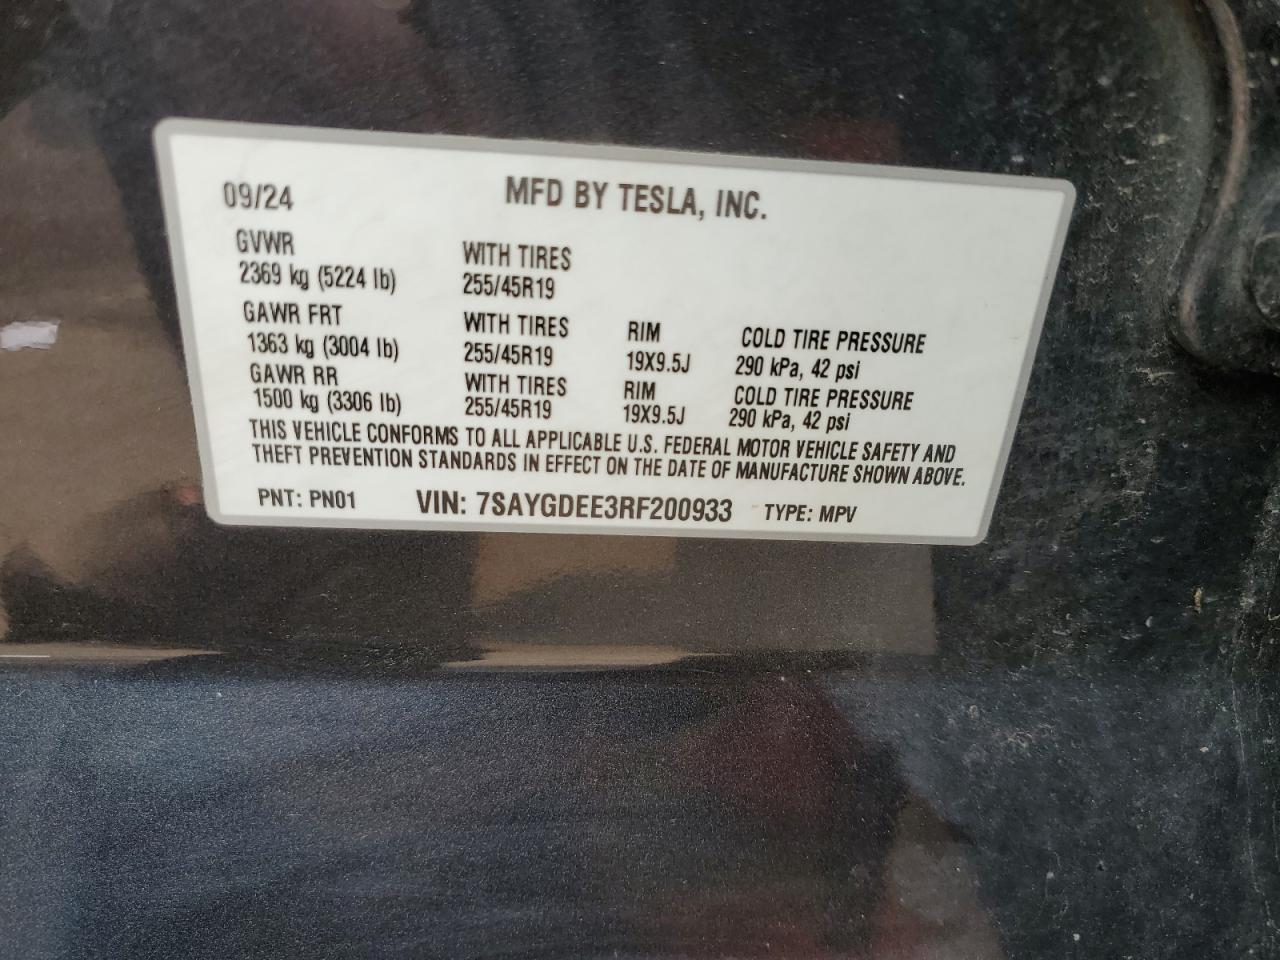 09/24 MFD BY TESLA, INC.
GVWR WITH TIRES
2369 kg (5224 lb) 255/45R19
GAWR FRT WITH TIRES RIM COLD TIRE PRESSURE
1363 kg (3004 lb) 255/45R19 19X9.5J 290 kPa, 42 psi
GAWR RR WITH TIRES RIM COLD TIRE PRESSURE
1500 kg (3306 lb) 255/45R19 19X9.5J 290 kPa, 42 psi
THIS VEHICLE CONFORMS TO ALL APPLICABLE U.S. FEDERAL MOTOR VEHICLE SAFETY AND
THEFT PREVENTION STANDARDS IN EFFECT ON THE DATE OF MANUFACTURE SHOWN ABOVE.
PNT: PN01 VIN: 7SAYGDEE3RF200933 TYPE: MPV